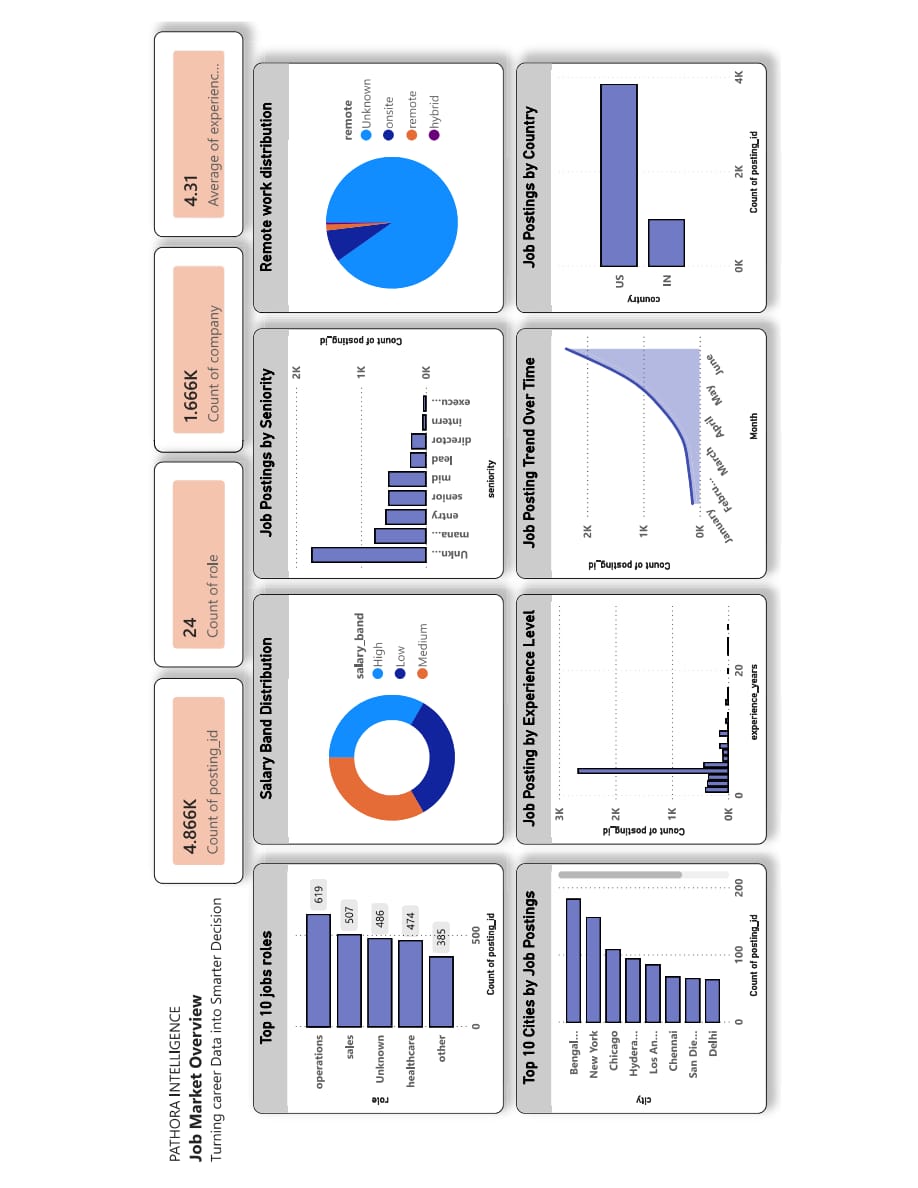 PATHORA INTELLIGENCE
Job Market Overview
Turning career Data into Smarter Decision
4.866K
Count of posting_id
24
Count of role
1.666K
Count of company
4.31
Average of experienc...
Top 10 jobs roles
role
operations
sales
Unknown
healthcare
other
619
507
486
474
385
0 500
Count of posting_id
Salary Band Distribution
salary_band
High
Low
Medium
Job Postings by Seniority
2K
1K
0K
Count of posting_id
Unkn...
mana...
entry
senior
mid
lead
director
intern
execu...
seniority
Remote work distribution
remote
Unknown
onsite
remote
hybrid
Top 10 Cities by Job Postings
city
Bengal...
New York
Chicago
Hydera...
Los An...
Chennai
San Die...
Delhi
0 100 200
Count of posting_id
Job Posting by Experience Level
Count of posting_id
3K
2K
1K
0K
0 20
experience_years
Job Posting Trend Over Time
Count of posting_id
2K
1K
0K
January
Febru...
March
April
May
June
Month
Job Postings by Country
country
US
IN
0K 2K 4K
Count of posting_id